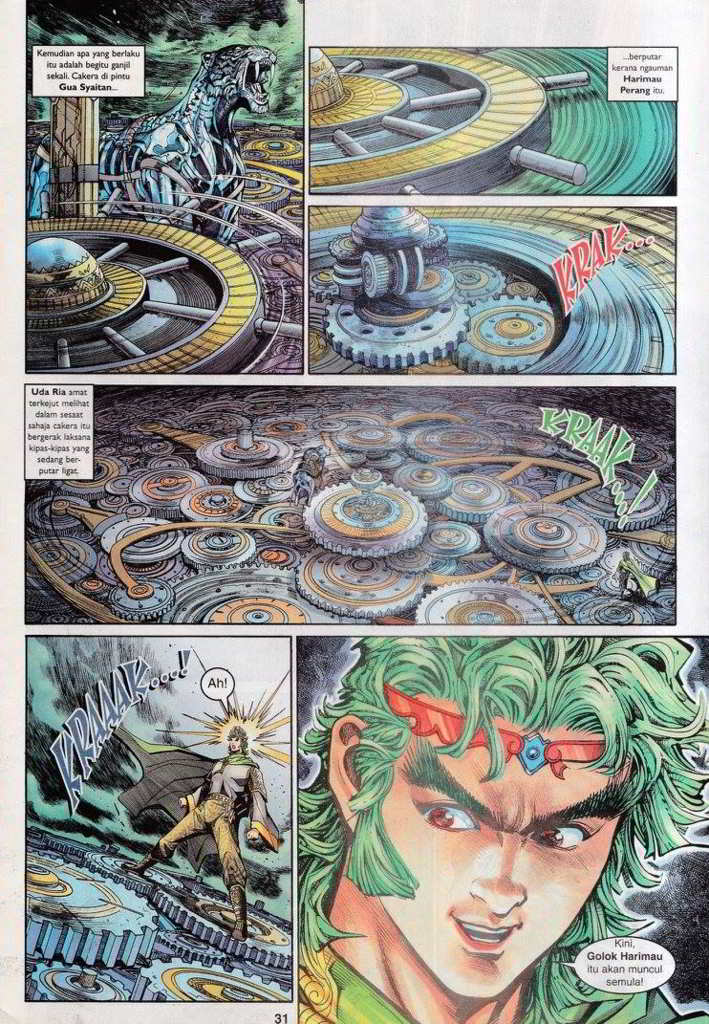 Kemudian apa yang berlaku
itu adalah begitu ganjil
sekali. Cakera di pintu
Gua Syaitan...
...berputar
kerana ngauman
Harimau
Perang itu.
KRAK...
Uda Ria amat
terkejut melihat
dalam sesaat
sahaja cakera itu
bergerak laksana
kipas-kipas yang
sedang ber-
putar ligat.
KRAAK...!
KRAAAK...!!
Ah!
Kini,
Golok Harimau
itu akan muncul
semula!
31